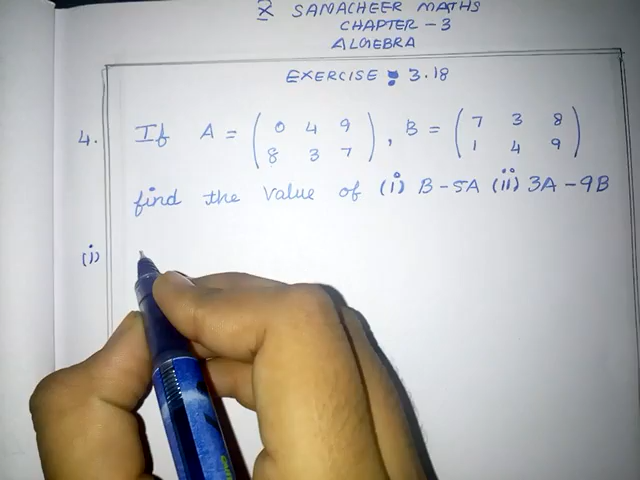 X SAMACHEER MATHS
CHAPTER - 3
ALGEBRA
EXERCISE : 3.18
4. If A = ( 0 4 9 ), B = ( 7 3 8 )
8 3 7 1 4 9
find the value of (i) B - 5A (ii) 3A - 9B
(i)